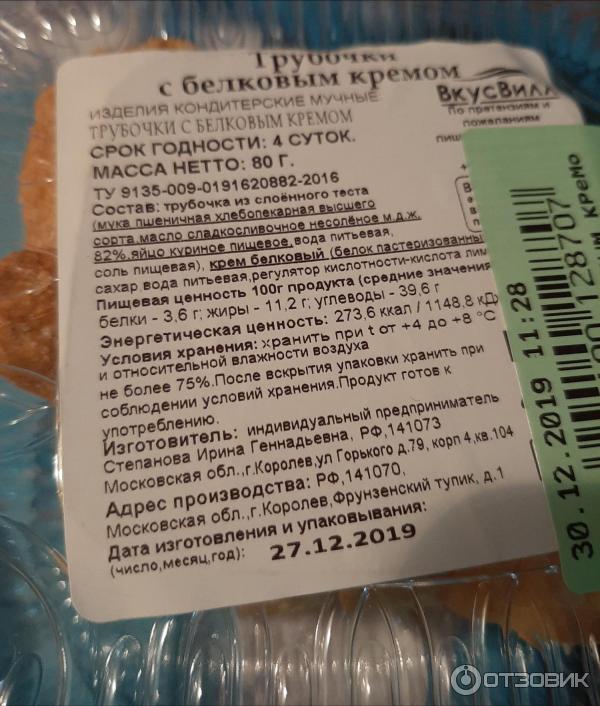 Трубочки
с белковым кремом
ВкусВилл
ИЗДЕЛИЯ КОНДИТЕРСКИЕ МУЧНЫЕ
По претензиям и
ТРУБОЧКИ С БЕЛКОВЫМ КРЕМОМ
пожеланиям
СРОК ГОДНОСТИ: 4 СУТОК.
МАССА НЕТТО: 80 Г.
ТУ 9135-009-0191620882-2016
Состав: трубочка из слоёного теста
(мука пшеничная хлебопекарная высшего
сорта,масло сладкосливочное несолёное м.д.ж.
82%,яйцо куриное пищевое,вода питьевая,
соль пищевая), крем белковый (белок пастеризованны
сахар вода питьевая,регулятор кислотности-кислота лим
Пищевая ценность 100г продукта (средние значения
белки - 3,6 г; жиры - 11,2 г; углеводы - 39,6 г
Энергетическая ценность: 273,6 ккал / 1148,8 кДж
Условия хранения: хранить при t от +4 до +8 °С
и относительной влажности воздуха
не более 75%.После вскрытия упаковки хранить при
соблюдении условий хранения.Продукт готов к
употреблению.
Изготовитель: индивидуальный предприниматель
Степанова Ирина Геннадьевна, РФ,141073
Московская обл.,г.Королев,ул Горького д.79, корп 4,кв.104
Адрес производства: РФ,141070,
Московская обл.,г.Королев,Фрунзенский тупик, д.1
Дата изготовления и упаковывания:
(число,месяц,год): 27.12.2019
30.12.2019 11:28
00128707
кремо
ОТЗОВИК